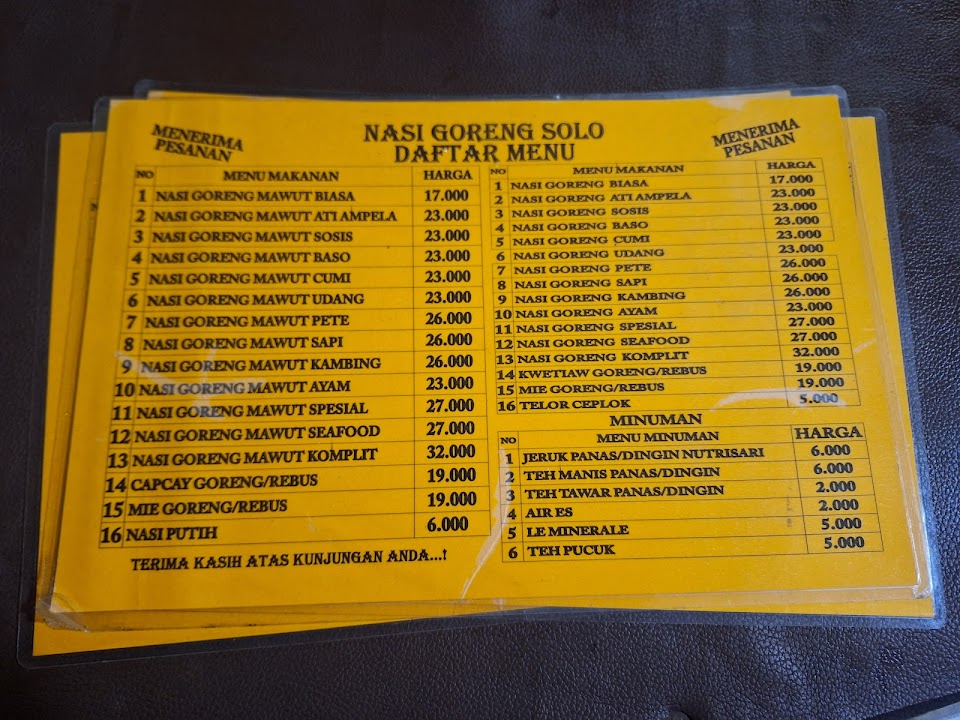 MENERIMA PESANAN
NASI GORENG SOLO
DAFTAR MENU
MENERIMA PESANAN
NO MENU MAKANAN HARGA
1 NASI GORENG MAWUT BIASA 17.000
2 NASI GORENG MAWUT ATI AMPELA 23.000
3 NASI GORENG MAWUT SOSIS 23.000
4 NASI GORENG MAWUT BASO 23.000
5 NASI GORENG MAWUT CUMI 23.000
6 NASI GORENG MAWUT UDANG 23.000
7 NASI GORENG MAWUT PETE 26.000
8 NASI GORENG MAWUT SAPI 26.000
9 NASI GORENG MAWUT KAMBING 26.000
10 NASI GORENG MAWUT AYAM 23.000
11 NASI GORENG MAWUT SPESIAL 27.000
12 NASI GORENG MAWUT SEAFOOD 27.000
13 NASI GORENG MAWUT KOMPLIT 32.000
14 CAPCAY GORENG/REBUS 19.000
15 MIE GORENG/REBUS 19.000
16 NASI PUTIH 6.000
TERIMA KASIH ATAS KUNJUNGAN ANDA...!
NO MENU MAKANAN HARGA
1 NASI GORENG BIASA 17.000
2 NASI GORENG ATI AMPELA 23.000
3 NASI GORENG SOSIS 23.000
4 NASI GORENG BASO 23.000
5 NASI GORENG CUMI 23.000
6 NASI GORENG UDANG 23.000
7 NASI GORENG PETE 26.000
8 NASI GORENG SAPI 26.000
9 NASI GORENG KAMBING 26.000
10 NASI GORENG AYAM 23.000
11 NASI GORENG SPESIAL 27.000
12 NASI GORENG SEAFOOD 27.000
13 NASI GORENG KOMPLIT 32.000
14 KWETIAW GORENG/REBUS 19.000
15 MIE GORENG/REBUS 19.000
16 TELOR CEPLOK 5.000
MINUMAN
NO MENU MINUMAN HARGA
1 JERUK PANAS/DINGIN NUTRISARI 6.000
2 TEH MANIS PANAS/DINGIN 6.000
3 TEH TAWAR PANAS/DINGIN 2.000
4 AIR ES 2.000
5 LE MINERALE 5.000
6 TEH PUCUK 5.000